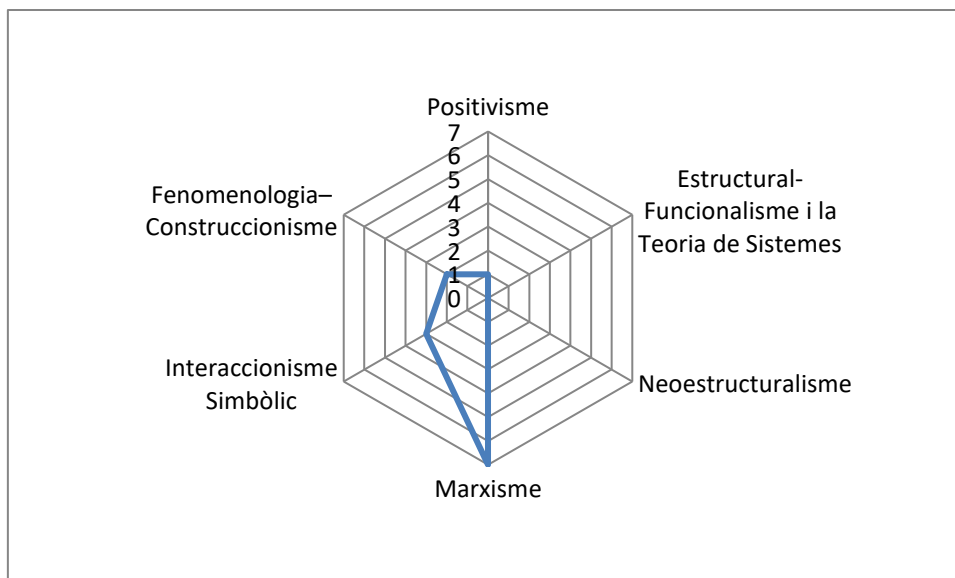 Positivisme
7
6
5
4
3
2
1
0
Estructural-
Funcionalisme i la
Teoria de Sistemes
Neoestructuralisme
Marxisme
Interaccionisme
Simbòlic
Fenomenologia–
Construccionisme